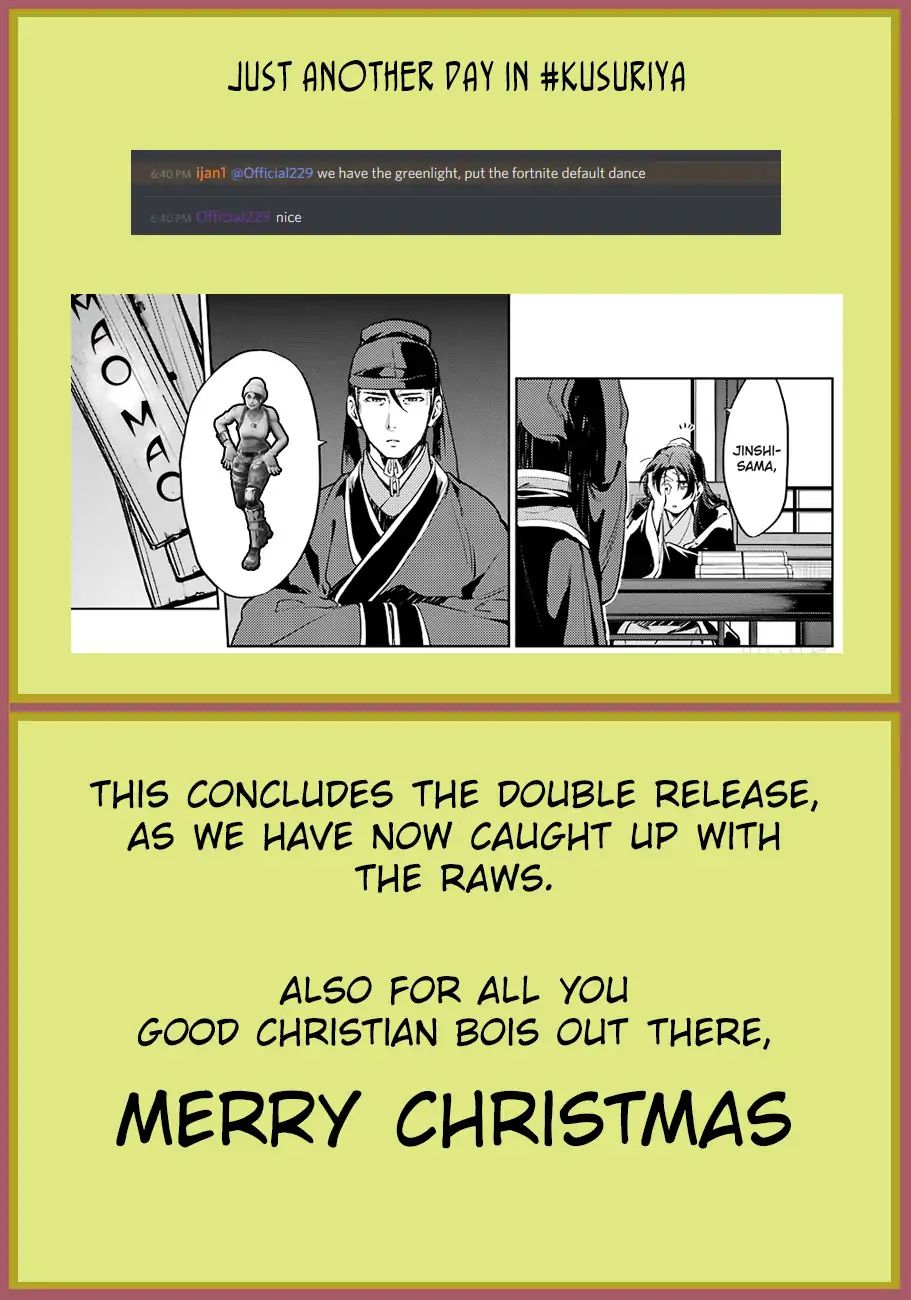 JUST ANOTHER DAY IN #KUSURIYA
6:40 PM ijan1 @Official229 we have the greenlight, put the fortnite default dance
6:40 PM Official229 nice
JINSHI-
SAMA,
MAO MAO
THIS CONCLUDES THE DOUBLE RELEASE,
AS WE HAVE NOW CAUGHT UP WITH
THE RAWS.
ALSO FOR ALL YOU
GOOD CHRISTIAN BOIS OUT THERE,
MERRY CHRISTMAS